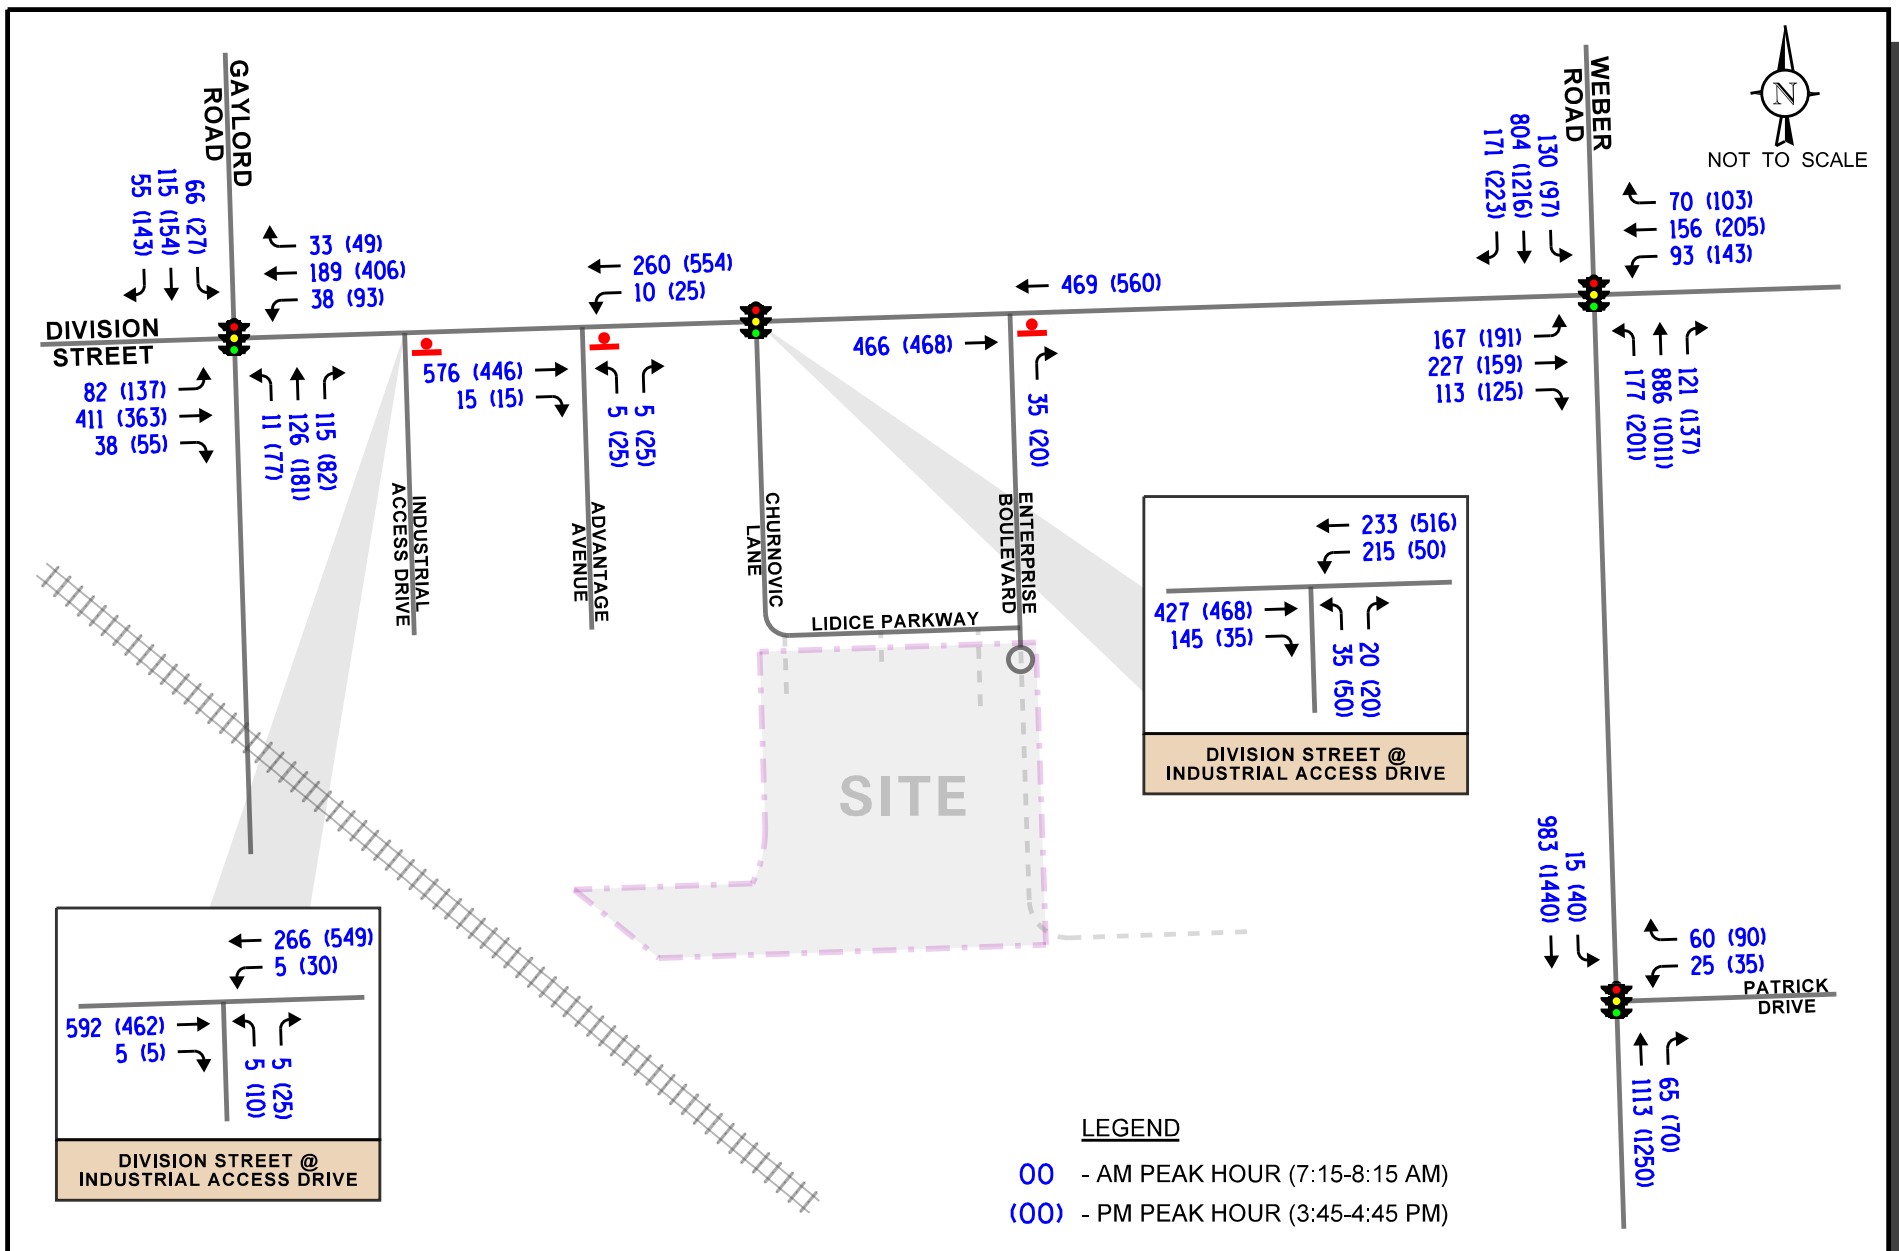 GAYLORD
ROAD
WEBER
ROAD
N
NOT TO SCALE
55 (143)
115 (154)
66 (27)
33 (49)
189 (406)
38 (93)
260 (554)
10 (25)
469 (560)
171 (223)
804 (1216)
130 (97)
70 (103)
156 (205)
93 (143)
DIVISION
STREET
82 (137)
411 (363)
38 (55)
11 (77)
126 (181)
115 (82)
576 (446)
15 (15)
5 (25)
5 (25)
466 (468)
35 (20)
167 (191)
227 (159)
113 (125)
177 (201)
886 (1011)
121 (137)
INDUSTRIAL
ACCESS DRIVE
ADVANTAGE
AVENUE
CHURNOVIC
LANE
ENTERPRISE
BOULEVARD
LIDICE PARKWAY
SITE
233 (516)
215 (50)
427 (468)
145 (35)
35 (50)
20 (20)
DIVISION STREET @
INDUSTRIAL ACCESS DRIVE
983 (1440)
15 (40)
60 (90)
25 (35)
PATRICK
DRIVE
1113 (1250)
65 (70)
266 (549)
5 (30)
592 (462)
5 (5)
5 (10)
5 (25)
DIVISION STREET @
INDUSTRIAL ACCESS DRIVE
LEGEND
00 - AM PEAK HOUR (7:15-8:15 AM)
(00) - PM PEAK HOUR (3:45-4:45 PM)